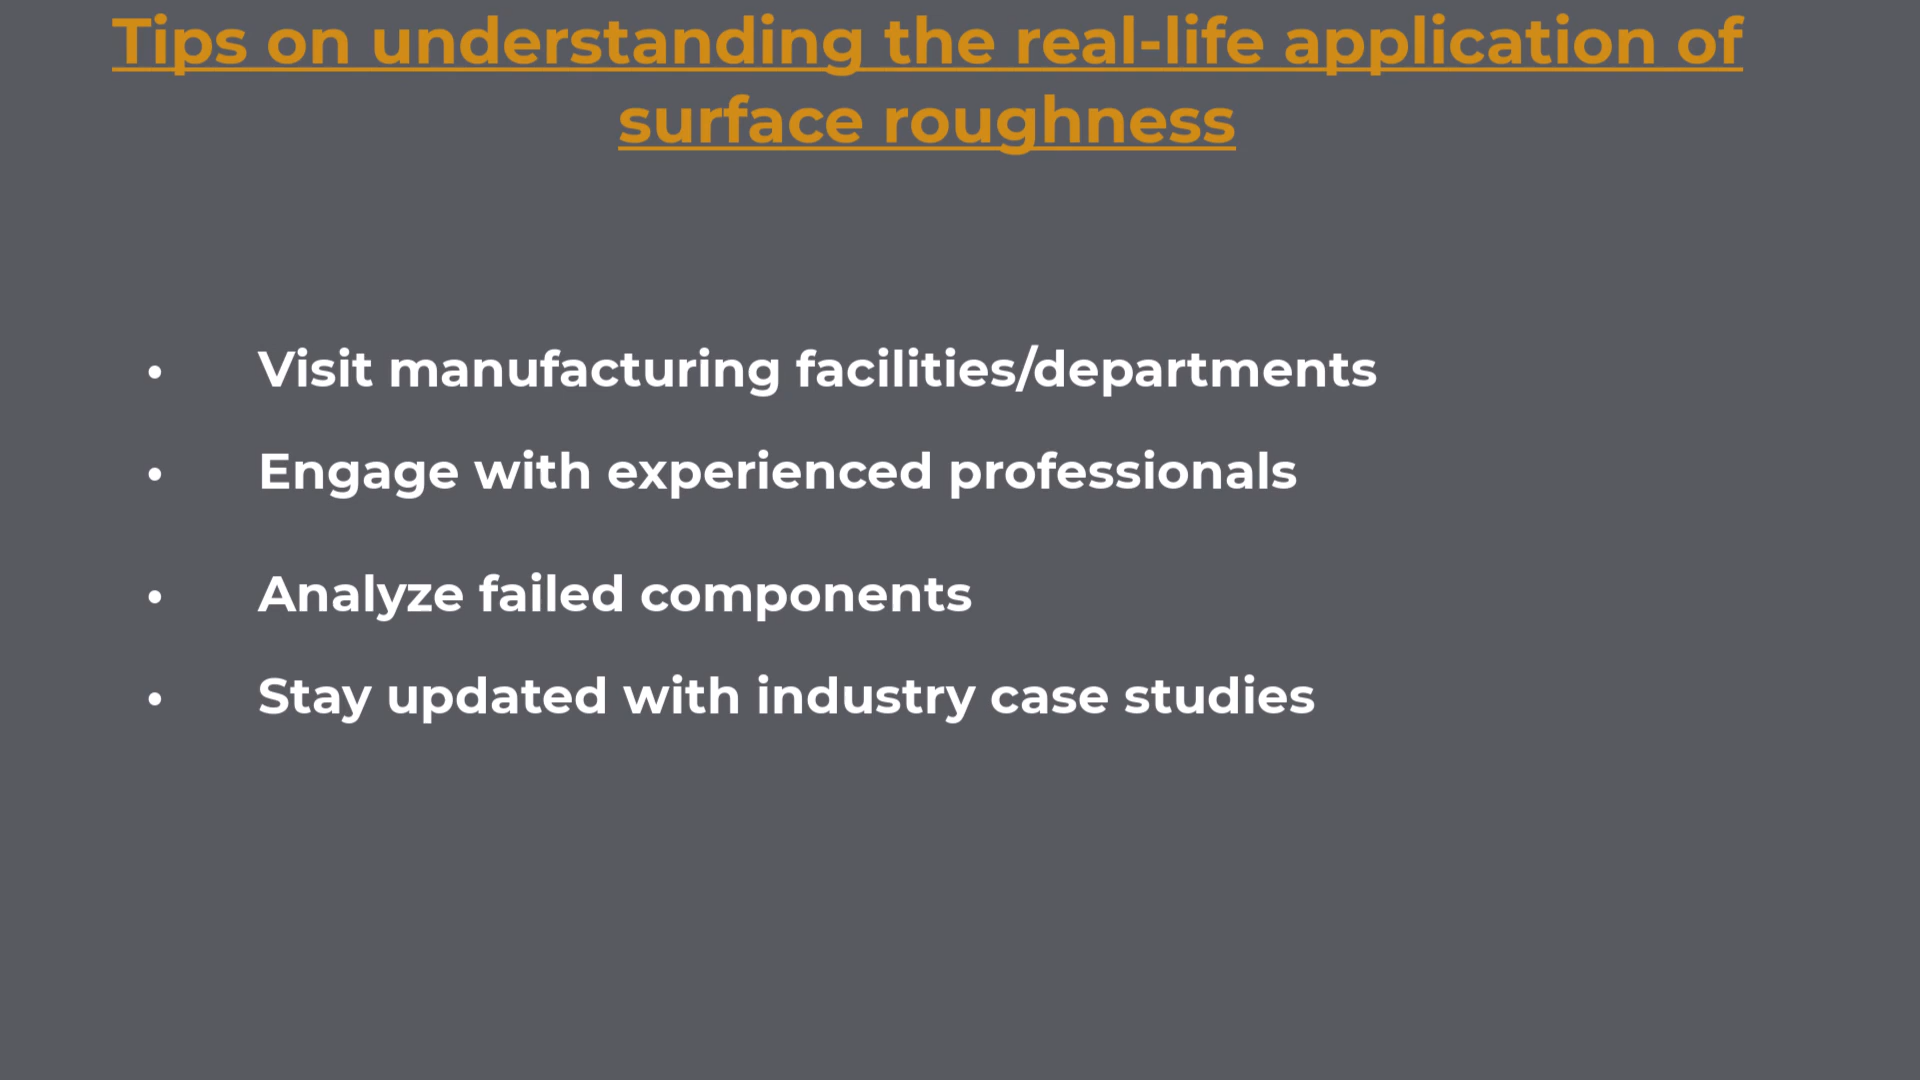 Tips on understanding the real-life application of
surface roughness
• Visit manufacturing facilities/departments
• Engage with experienced professionals
• Analyze failed components
• Stay updated with industry case studies